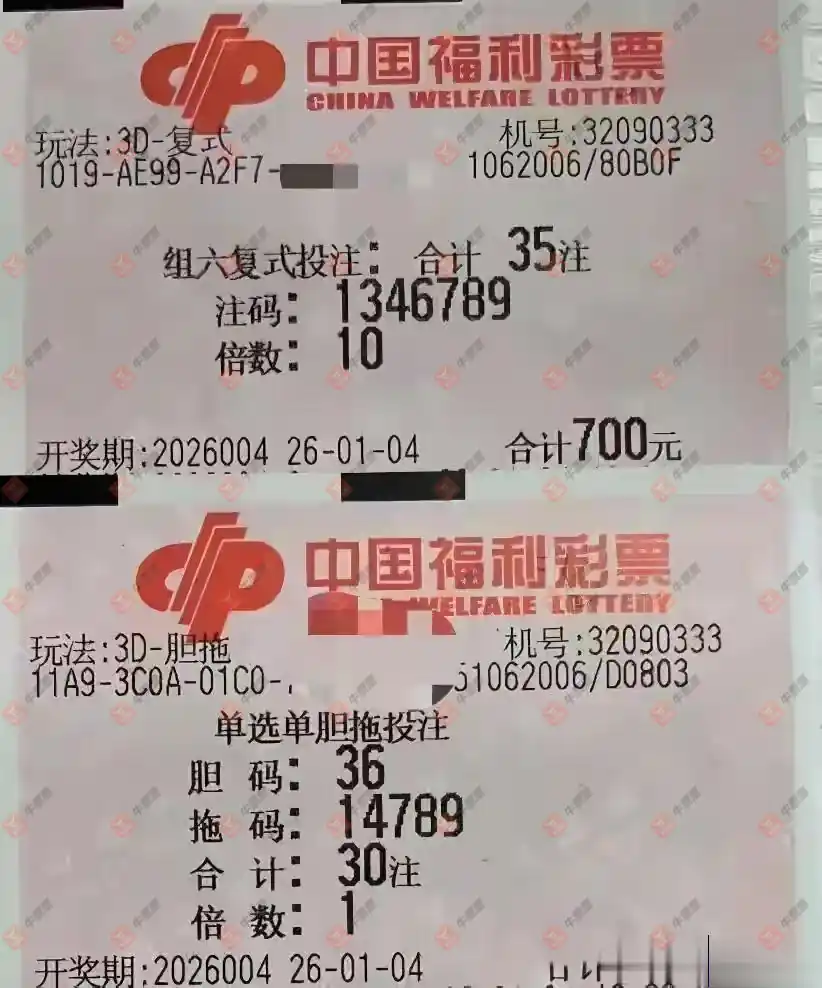 中国福利彩票
CHINA WELFARE LOTTERY
玩法:3D-复式 机号:32090333
1019-AE99-A2F7- 1062006/80B0F
组六复式投注: 合计 35注
注码: 1346789
倍数: 10
开奖期:2026004 26-01-04 合计700元
中国福利彩票
WELFARE LOTTERY
玩法:3D-胆拖 机号:32090333
11A9-3C0A-01C0- 51062006/D0803
单选单胆拖投注
胆 码: 36
拖 码: 14789
合 计: 30注
倍 数: 1
开奖期:2026004 26-01-04